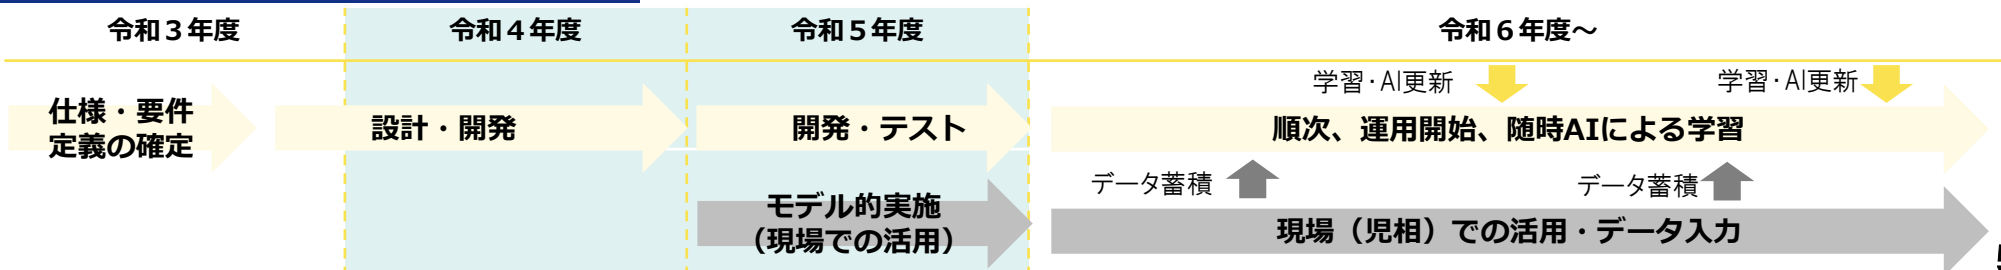 令和３年度
令和４年度
令和５年度
令和６年度～
学習・AI更新
学習・AI更新
仕様・要件
定義の確定
設計・開発
開発・テスト
順次、運用開始、随時AIによる学習
データ蓄積
データ蓄積
モデル的実施
（現場での活用）
現場（児相）での活用・データ入力